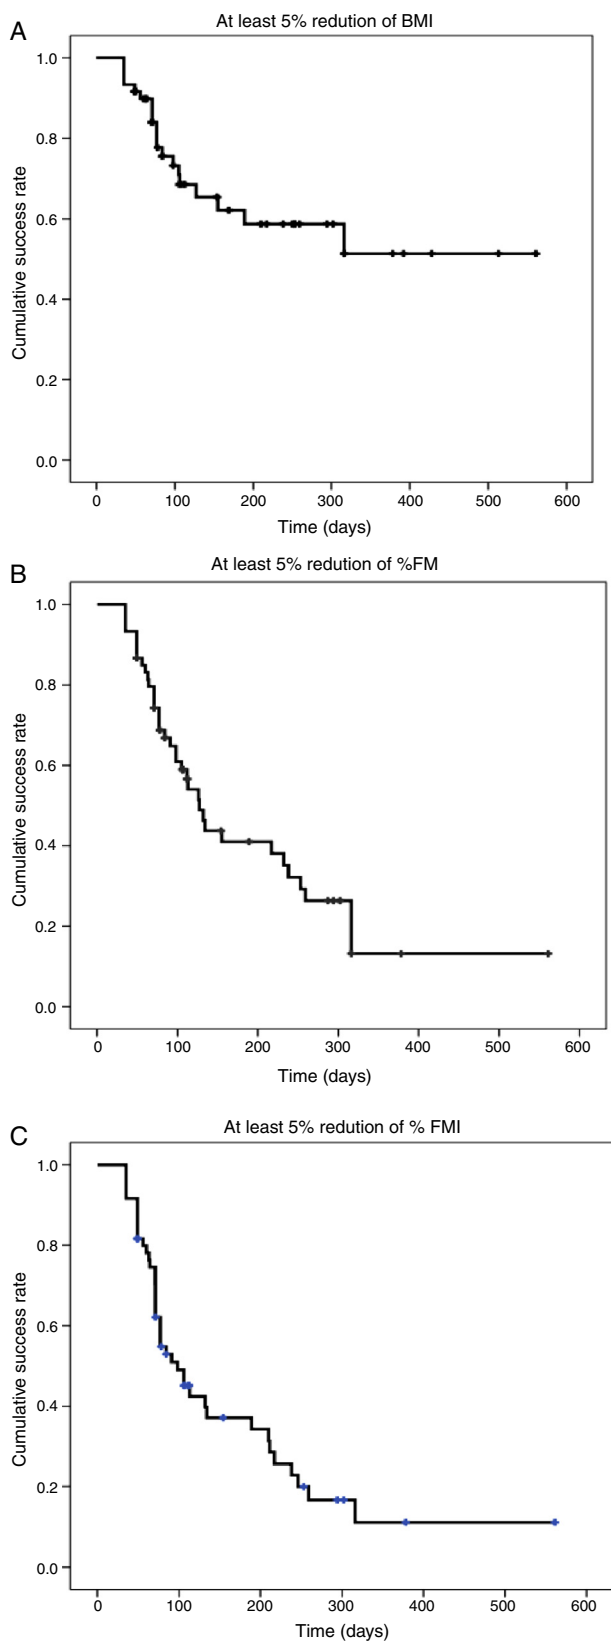 A
At least 5% redution of BMI
1.0
0.8
0.6
0.4
0.2
0.0
Cumulative success rate
0 100 200 300 400 500 600
Time (days)
B
At least 5% redution of %FM
1.0
0.8
0.6
0.4
0.2
0.0
Cumulative success rate
0 100 200 300 400 500 600
Time (days)
C
At least 5% redution of % FMI
1.0
0.8
0.6
0.4
0.2
0.0
Cumulative success rate
0 100 200 300 400 500 600
Time (days)